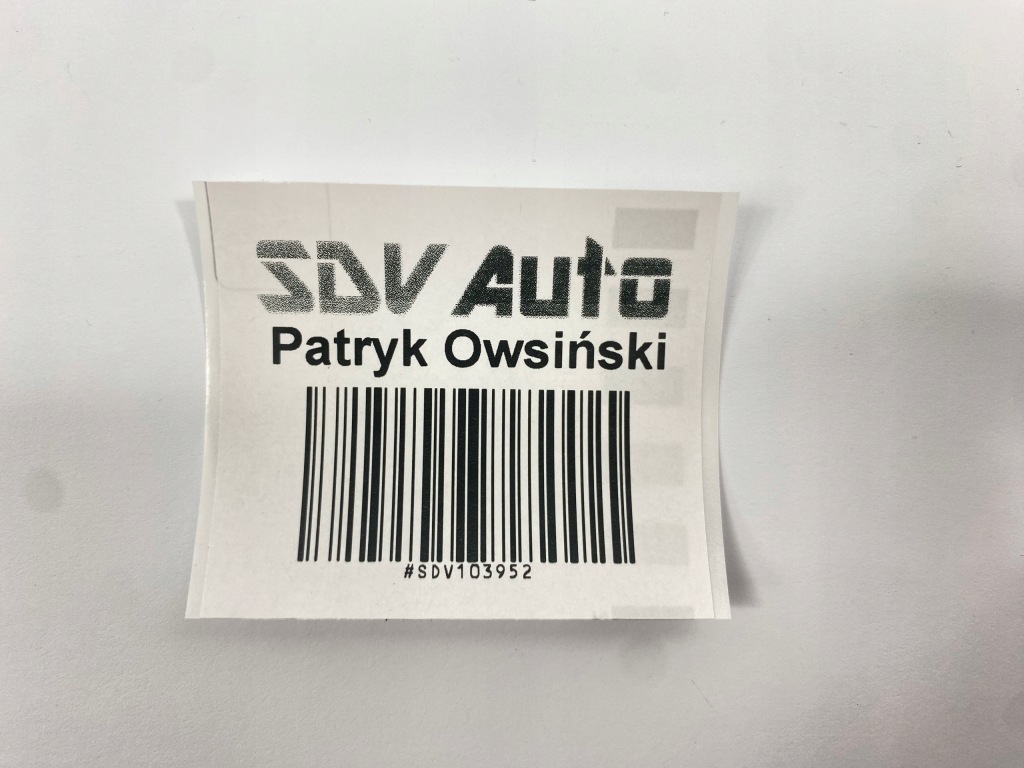 SDV Auto
Patryk Owsiński
#SDV103952